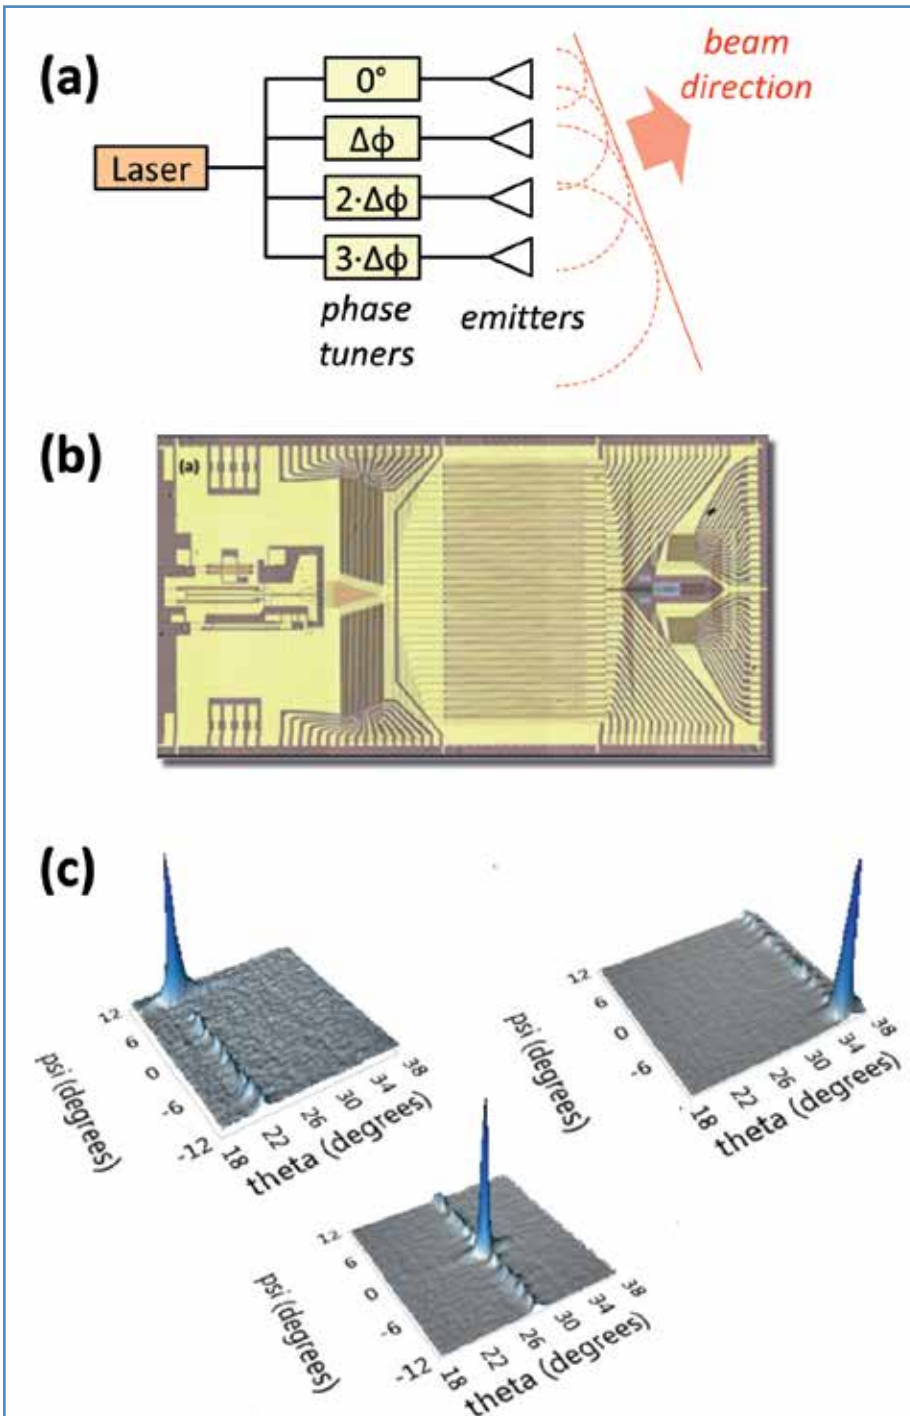 (a)
Laser
0°
Δϕ
2·Δϕ
3·Δϕ
phase
tuners
emitters
beam
direction
(b)
(a)
(c)
12
6
0
-6
-12
psi (degrees)
18
22
26
30
34
38
theta (degrees)
12
6
0
-6
psi (degrees)
18
22
26
30
34
38
theta (degrees)
12
6
0
-6
-12
psi (degrees)
18
22
26
30
34
38
theta (degrees)